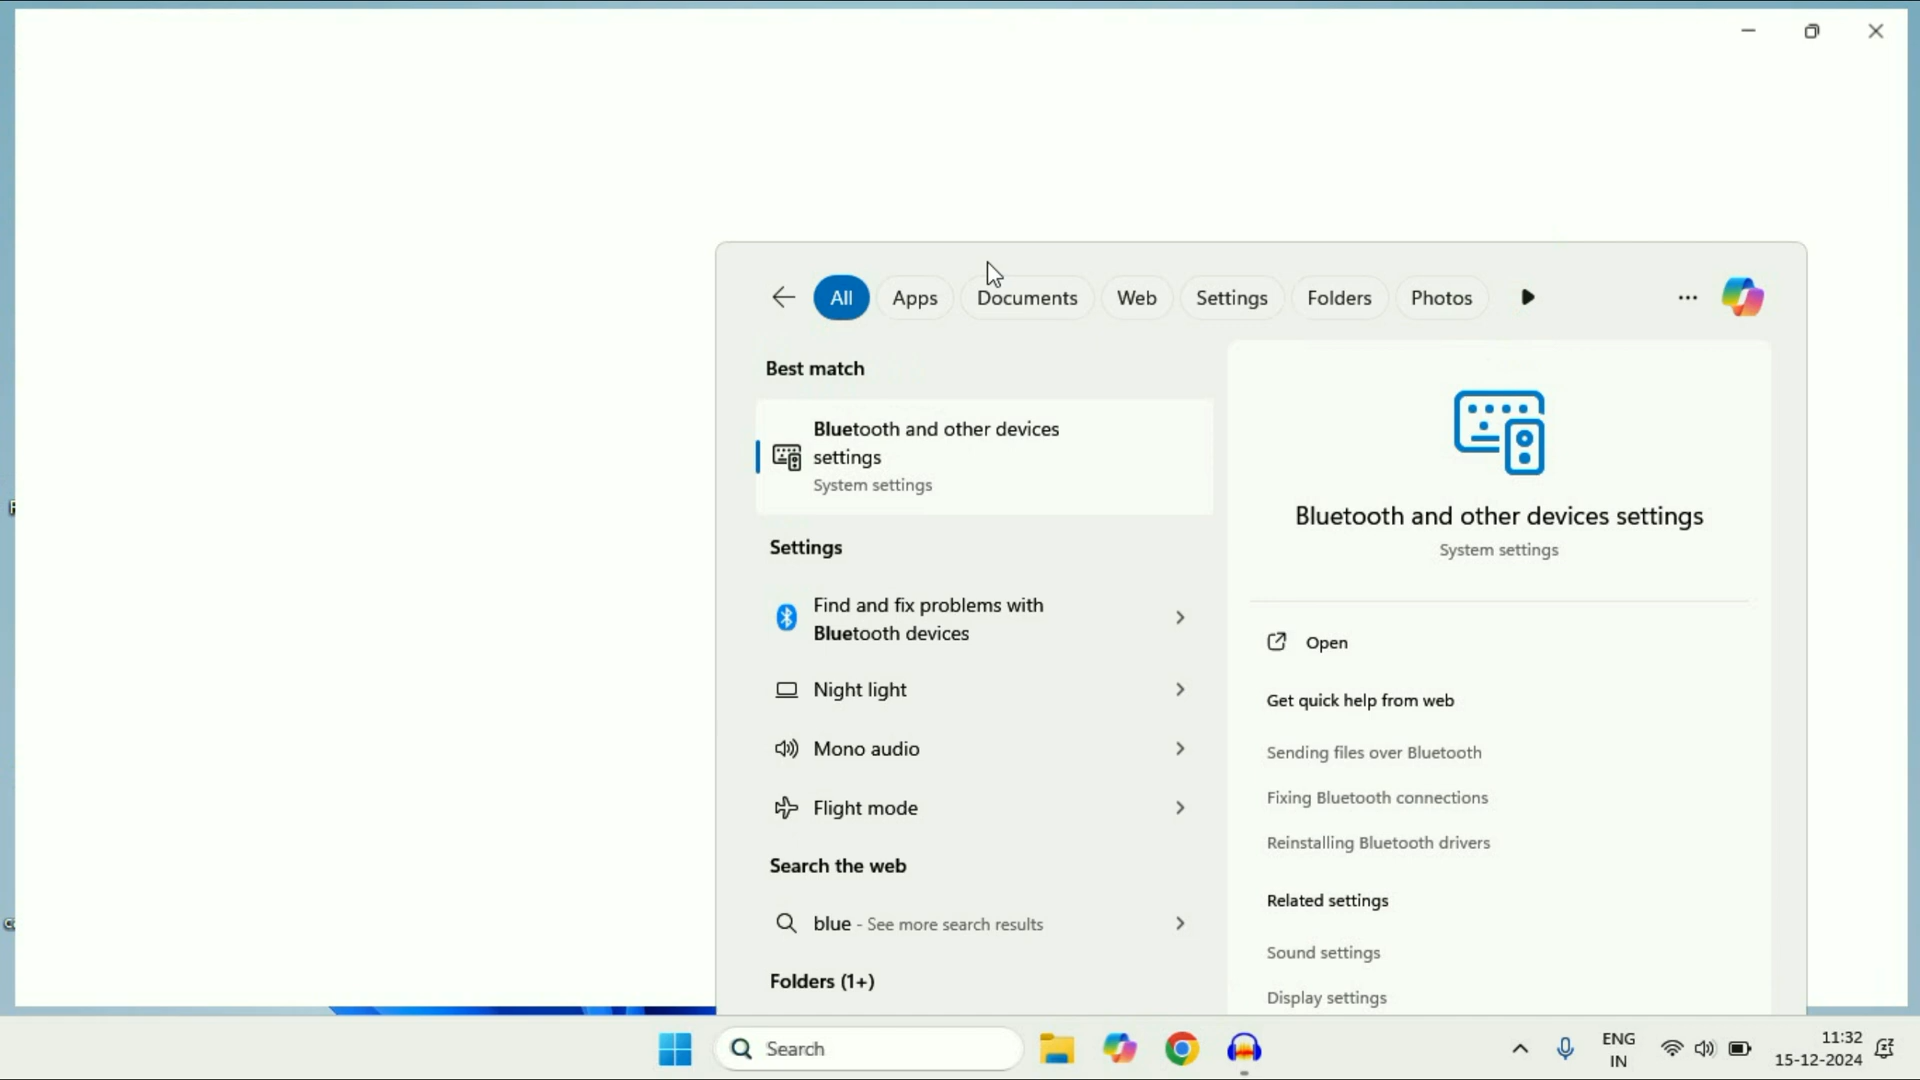 All Apps Documents Web Settings Folders Photos
Best match
Bluetooth and other devices
settings
System settings
Settings
Find and fix problems with
Bluetooth devices
Night light
Mono audio
Flight mode
Search the web
blue - See more search results
Folders (1+)
Bluetooth and other devices settings
System settings
Open
Get quick help from web
Sending files over Bluetooth
Fixing Bluetooth connections
Reinstalling Bluetooth drivers
Related settings
Sound settings
Display settings
Search
ENG
IN
11:32
15-12-2024